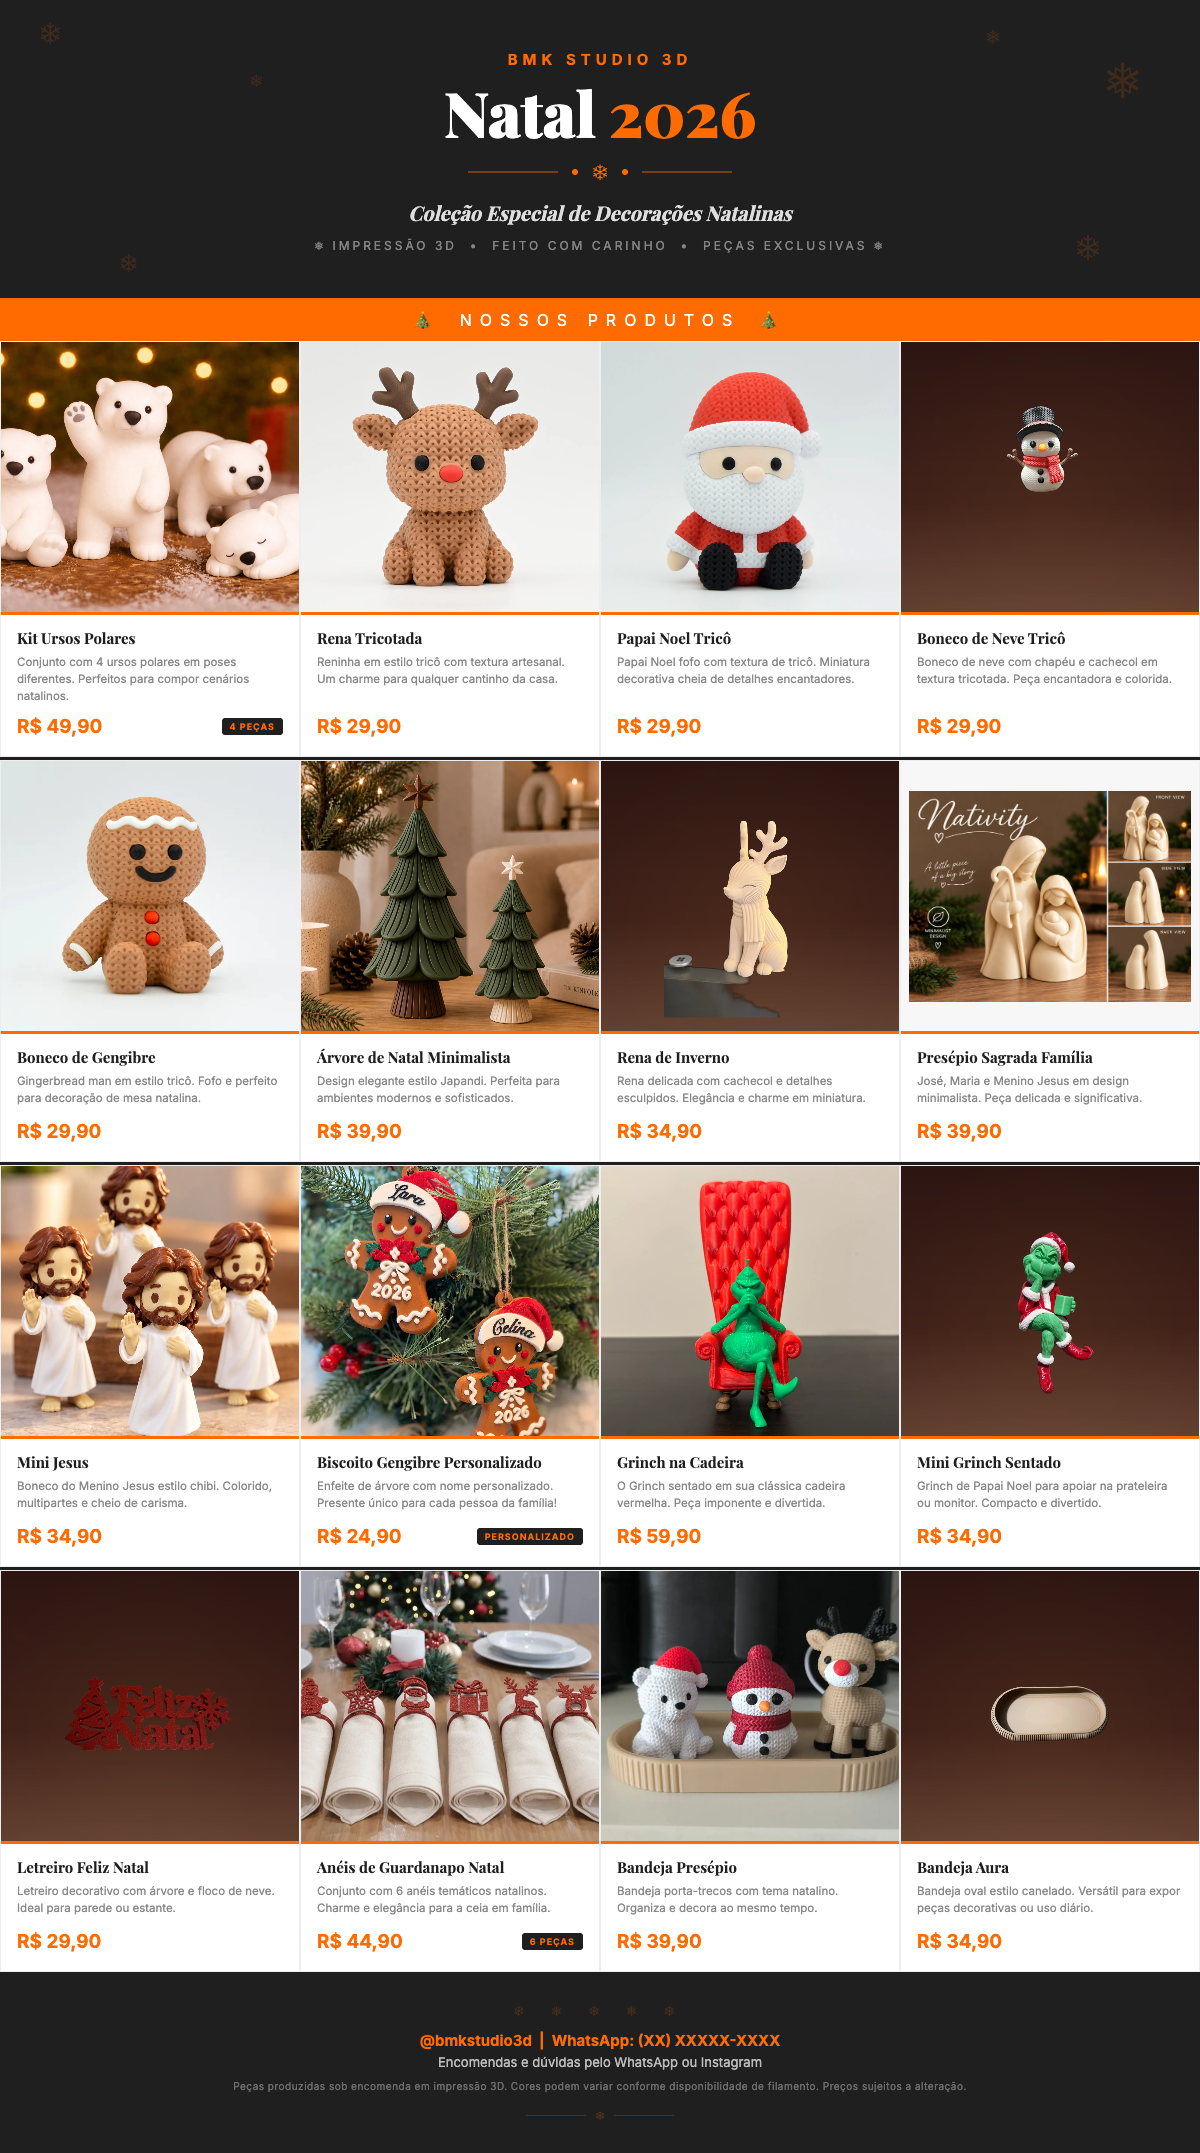 BMK STUDIO 3D
Natal 2026
Coleção Especial de Decorações Natalinas
❄ IMPRESSÃO 3D • FEITO COM CARINHO • PEÇAS EXCLUSIVAS ❄
🎄 NOSSOS PRODUTOS 🎄
Kit Ursos Polares
Conjunto com 4 ursos polares em poses
diferentes. Perfeitos para compor cenários
natalinos.
R$ 49,90
4 PEÇAS
Rena Tricotada
Reninha em estilo tricô com textura artesanal.
Um charme para qualquer cantinho da casa.
R$ 29,90
Papai Noel Tricô
Papai Noel fofo com textura de tricô. Miniatura
decorativa cheia de detalhes encantadores.
R$ 29,90
Boneco de Neve Tricô
Boneco de neve com chapéu e cachecol em
textura tricotada. Peça encantadora e colorida.
R$ 29,90
Boneco de Gengibre
Gingerbread man em estilo tricô. Fofo e perfeito
para decoração de mesa natalina.
R$ 29,90
Árvore de Natal Minimalista
Design elegante estilo Japandi. Perfeita para
ambientes modernos e sofisticados.
R$ 39,90
Rena de Inverno
Rena delicada com cachecol e detalhes
esculpidos. Elegância e charme em miniatura.
R$ 34,90
Nativity
A little piece
of a big story
MINIMALIST
DESIGN
FRONT VIEW
SIDE VIEW
BACK VIEW
Presépio Sagrada Família
José, Maria e Menino Jesus em design
minimalista. Peça delicada e significativa.
R$ 39,90
Mini Jesus
Boneco do Menino Jesus estilo chibi. Colorido,
multipartes e cheio de carisma.
R$ 34,90
Lara
2026
Celina
2026
Biscoito Gengibre Personalizado
Enfeite de árvore com nome personalizado.
Presente único para cada pessoa da família!
R$ 24,90
PERSONALIZADO
Grinch na Cadeira
O Grinch sentado em sua clássica cadeira
vermelha. Peça imponente e divertida.
R$ 59,90
Mini Grinch Sentado
Grinch de Papai Noel para apoiar na prateleira
ou monitor. Compacto e divertido.
R$ 34,90
Feliz
Natal
Letreiro Feliz Natal
Letreiro decorativo com árvore e floco de neve.
Ideal para parede ou estante.
R$ 29,90
Anéis de Guardanapo Natal
Conjunto com 6 anéis temáticos natalinos.
Charme e elegância para a ceia em família.
R$ 44,90
6 PEÇAS
Bandeja Presépio
Bandeja porta-trecos com tema natalino.
Organiza e decora ao mesmo tempo.
R$ 39,90
Bandeja Aura
Bandeja oval estilo canelado. Versátil para expor
peças decorativas ou uso diário.
R$ 34,90
@bmkstudio3d | WhatsApp: (XX) XXXXX-XXXX
Encomendas e dúvidas pelo WhatsApp ou Instagram
Peças produzidas sob encomenda em impressão 3D. Cores podem variar conforme disponibilidade de filamento. Preços sujeitos a alteração.